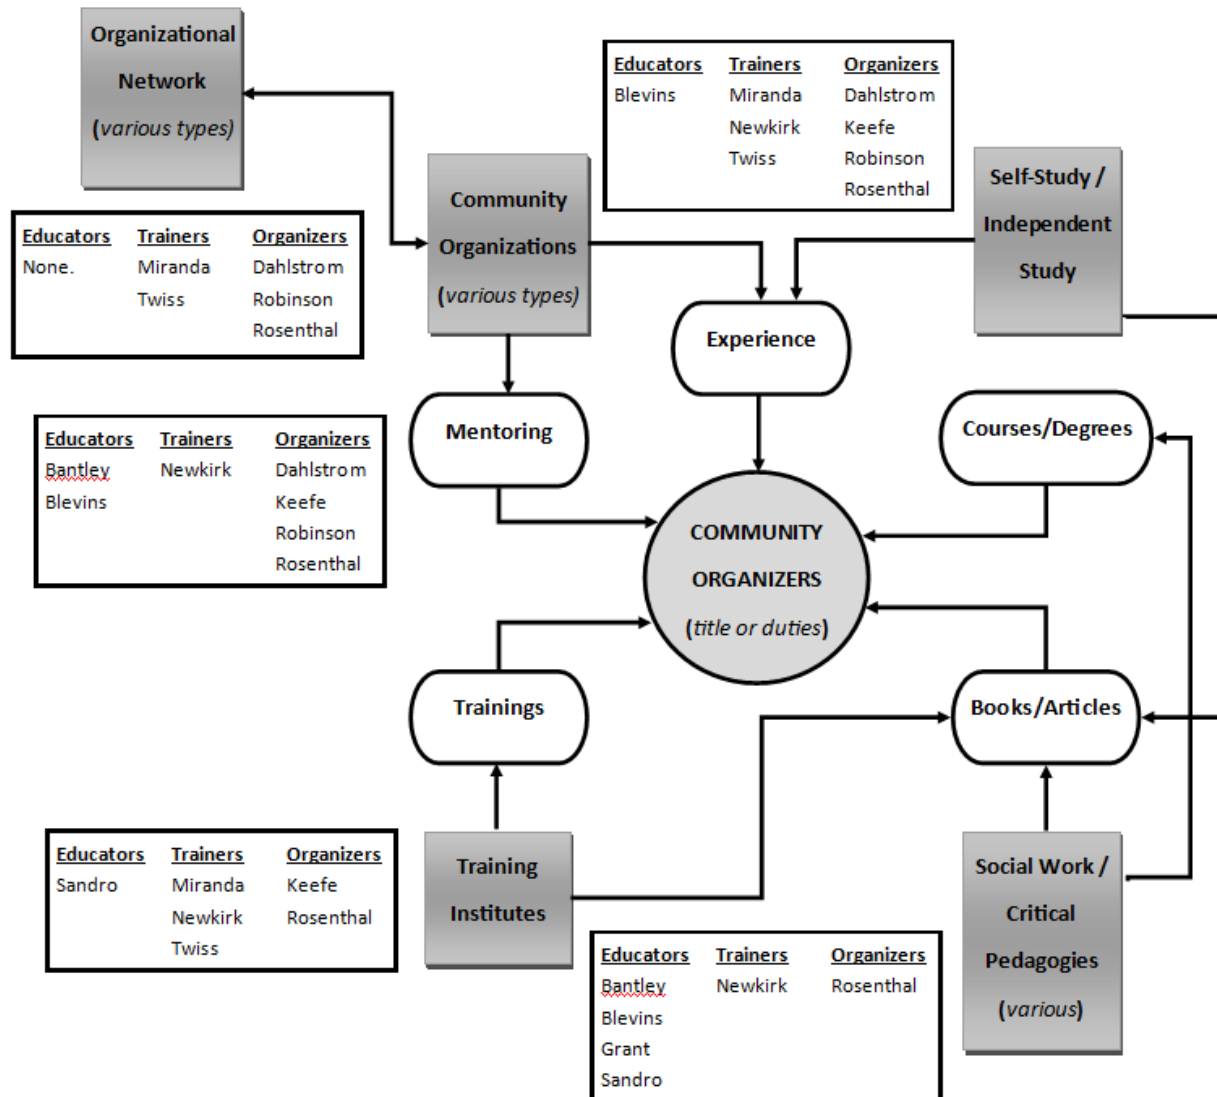 Organizational
Network
(various types)
Educators Trainers Organizers
Blevins Miranda Dahlstrom
Newkirk Keefe
Twiss Robinson
Rosenthal
Community
Organizations
(various types)
Self-Study /
Independent
Study
Educators Trainers Organizers
None. Miranda Dahlstrom
Twiss Robinson
Rosenthal
Experience
Mentoring
Courses/Degrees
Educators Trainers Organizers
Bantley Newkirk Dahlstrom
Blevins Keefe
Robinson
Rosenthal
COMMUNITY
ORGANIZERS
(title or duties)
Trainings
Books/Articles
Educators Trainers Organizers
Sandro Miranda Keefe
Newkirk Rosenthal
Twiss
Training
Institutes
Social Work /
Critical
Pedagogies
(various)
Educators Trainers Organizers
Bantley Newkirk Rosenthal
Blevins
Grant
Sandro